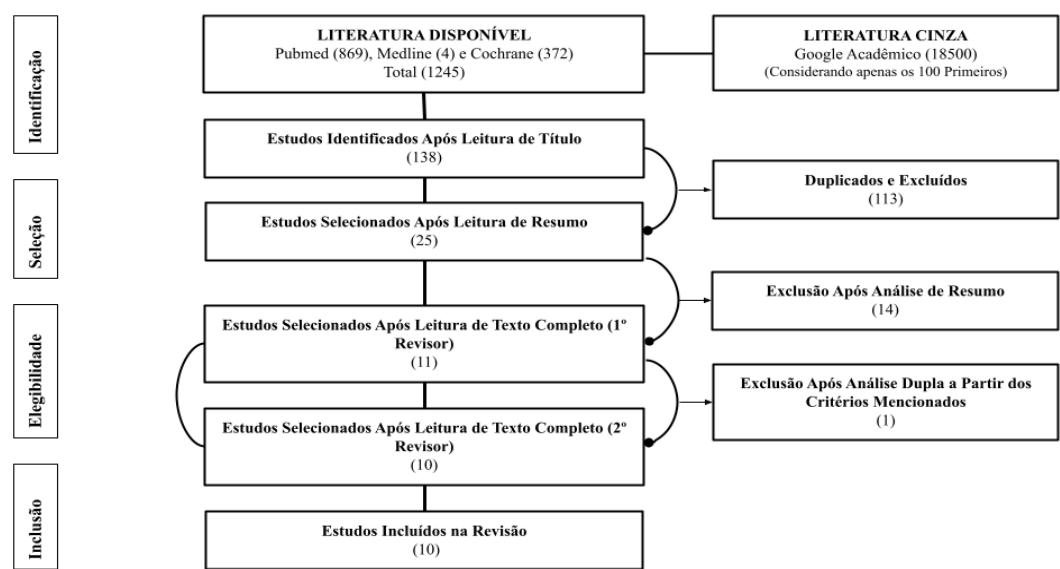 Identificação
LITERATURA DISPONÍVEL
Pubmed (869), Medline (4) e Cochrane (372)
Total (1245)
LITERATURA CINZA
Google Acadêmico (18500)
(Considerando apenas os 100 Primeiros)
Estudos Identificados Após Leitura de Título
(138)
Duplicados e Excluídos
(113)
Seleção
Estudos Selecionados Após Leitura de Resumo
(25)
Exclusão Após Análise de Resumo
(14)
Elegibilidade
Estudos Selecionados Após Leitura de Texto Completo (1º
Revisor)
(11)
Exclusão Após Análise Dupla a Partir dos
Critérios Mencionados
(1)
Estudos Selecionados Após Leitura de Texto Completo (2º
Revisor)
(10)
Inclusão
Estudos Incluídos na Revisão
(10)